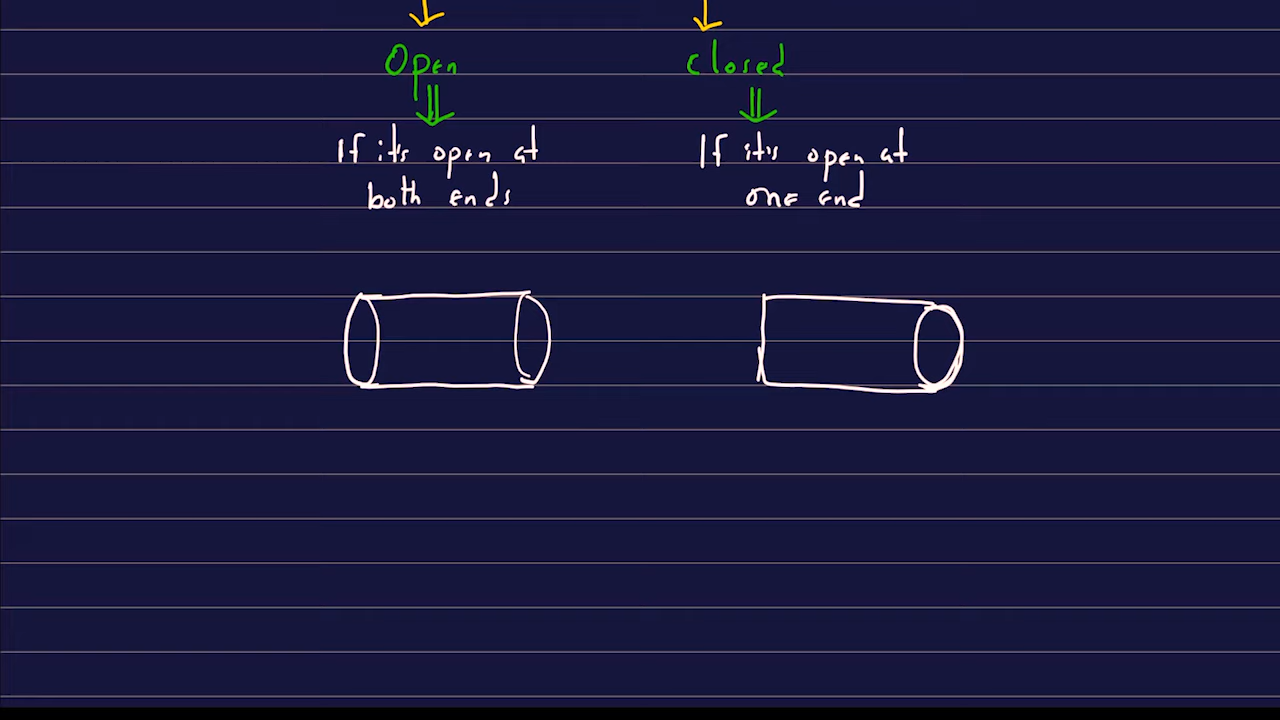 Open
closed
If it's open at
both ends
If it's open at
one end